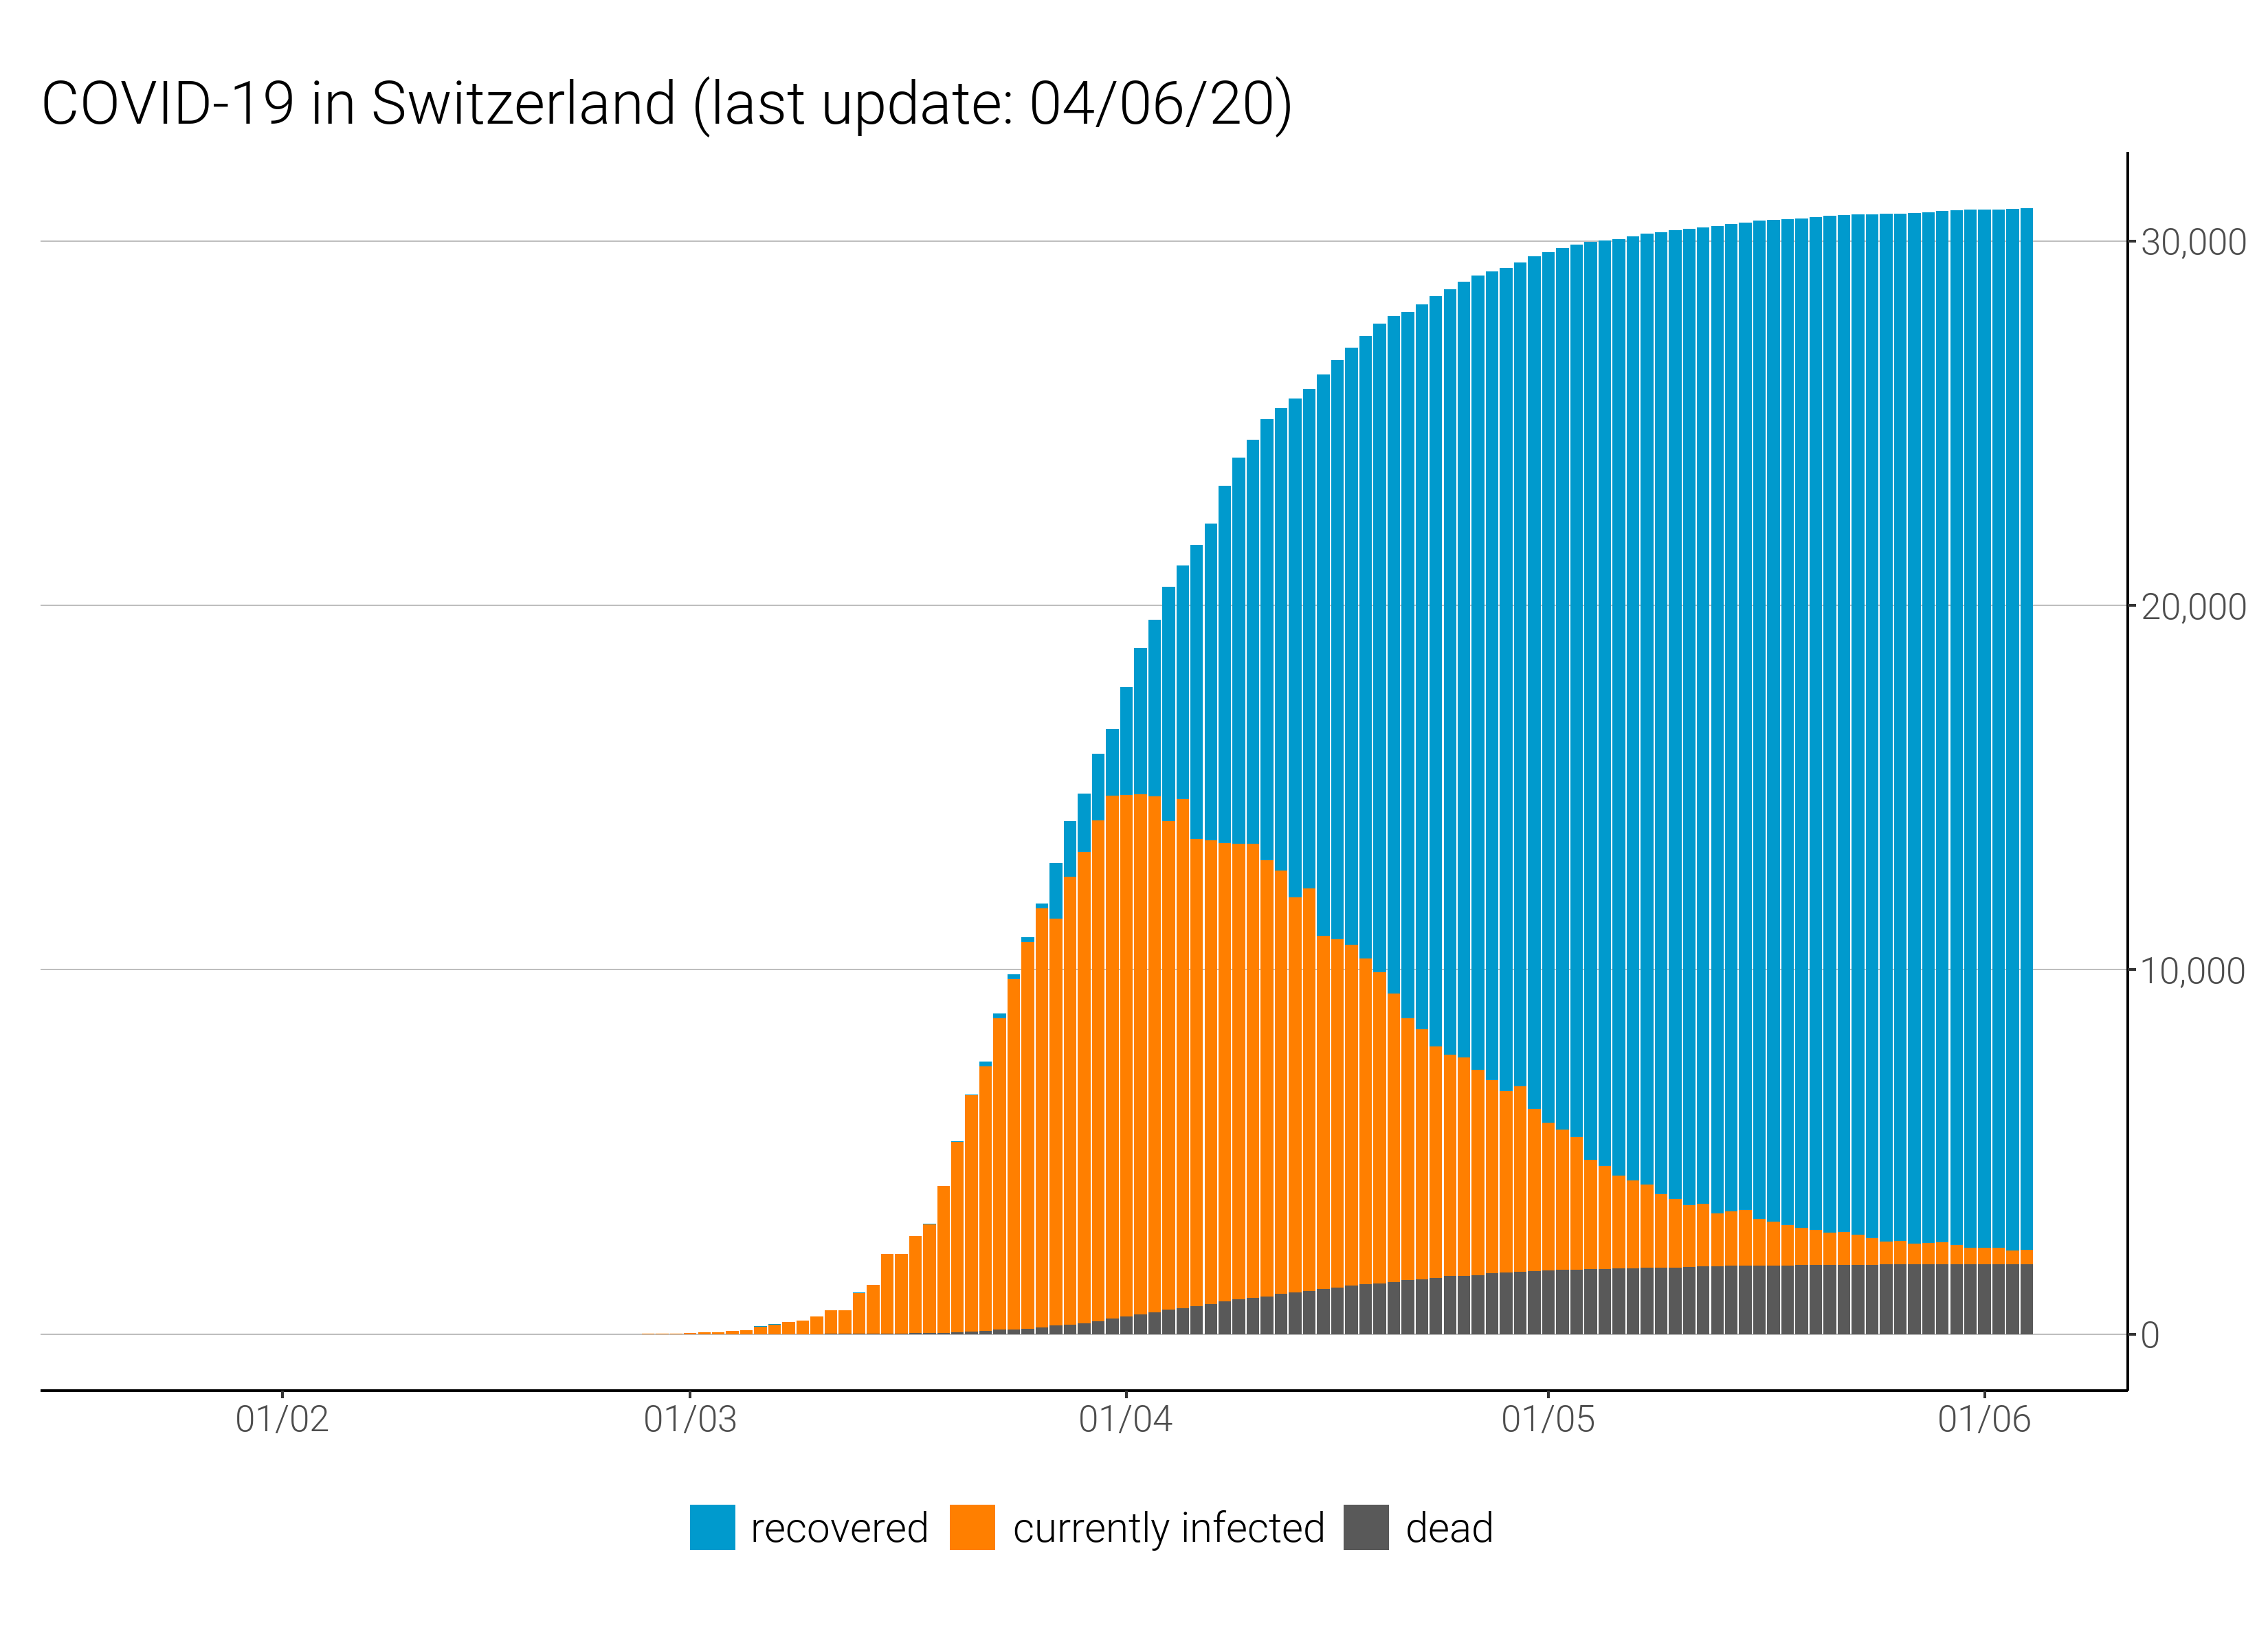 COVID-19 in Switzerland (last update: 04/06/20)
30,000
20,000
10,000
0
01/02 01/03 01/04 01/05 01/06
recovered currently infected dead